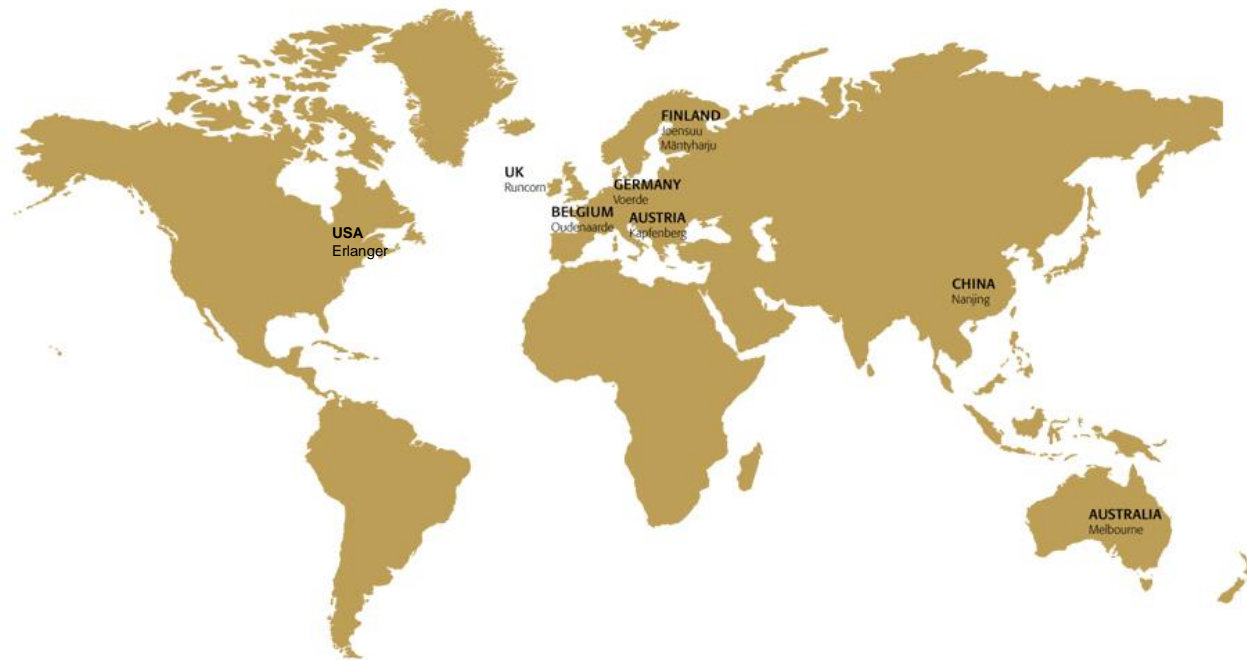 FINLAND
Joensuu
Mäntyharju
UK
Runcorn
GERMANY
Voerde
BELGIUM
Oudenaarde
AUSTRIA
Kapfenberg
USA
Erlanger
CHINA
Nanjing
AUSTRALIA
Melbourne